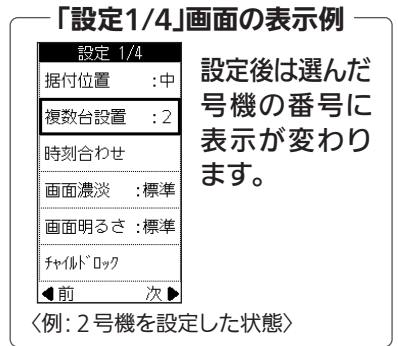 「設定1/4」画面の表示例
設定 1/4
据付位置 :中
複数台設置 :2
時刻合わせ
画面濃淡 :標準
画面明るさ :標準
ﾁｬｲﾙﾄﾞﾛｯｸ
◀前 次▶
設定後は選んだ
号機の番号に
表示が変わり
ます。
〈例:2号機を設定した状態〉